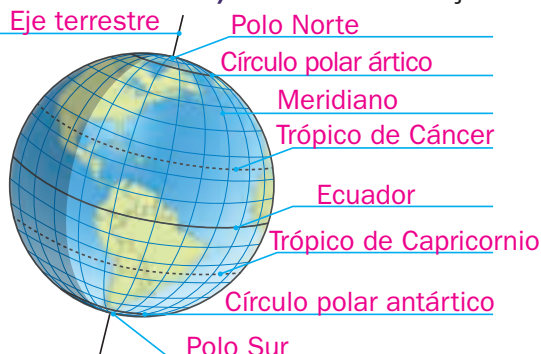 Eje terrestre
Polo Norte
Círculo polar ártico
Meridiano
Trópico de Cáncer
Ecuador
Trópico de Capricornio
Círculo polar antártico
Polo Sur